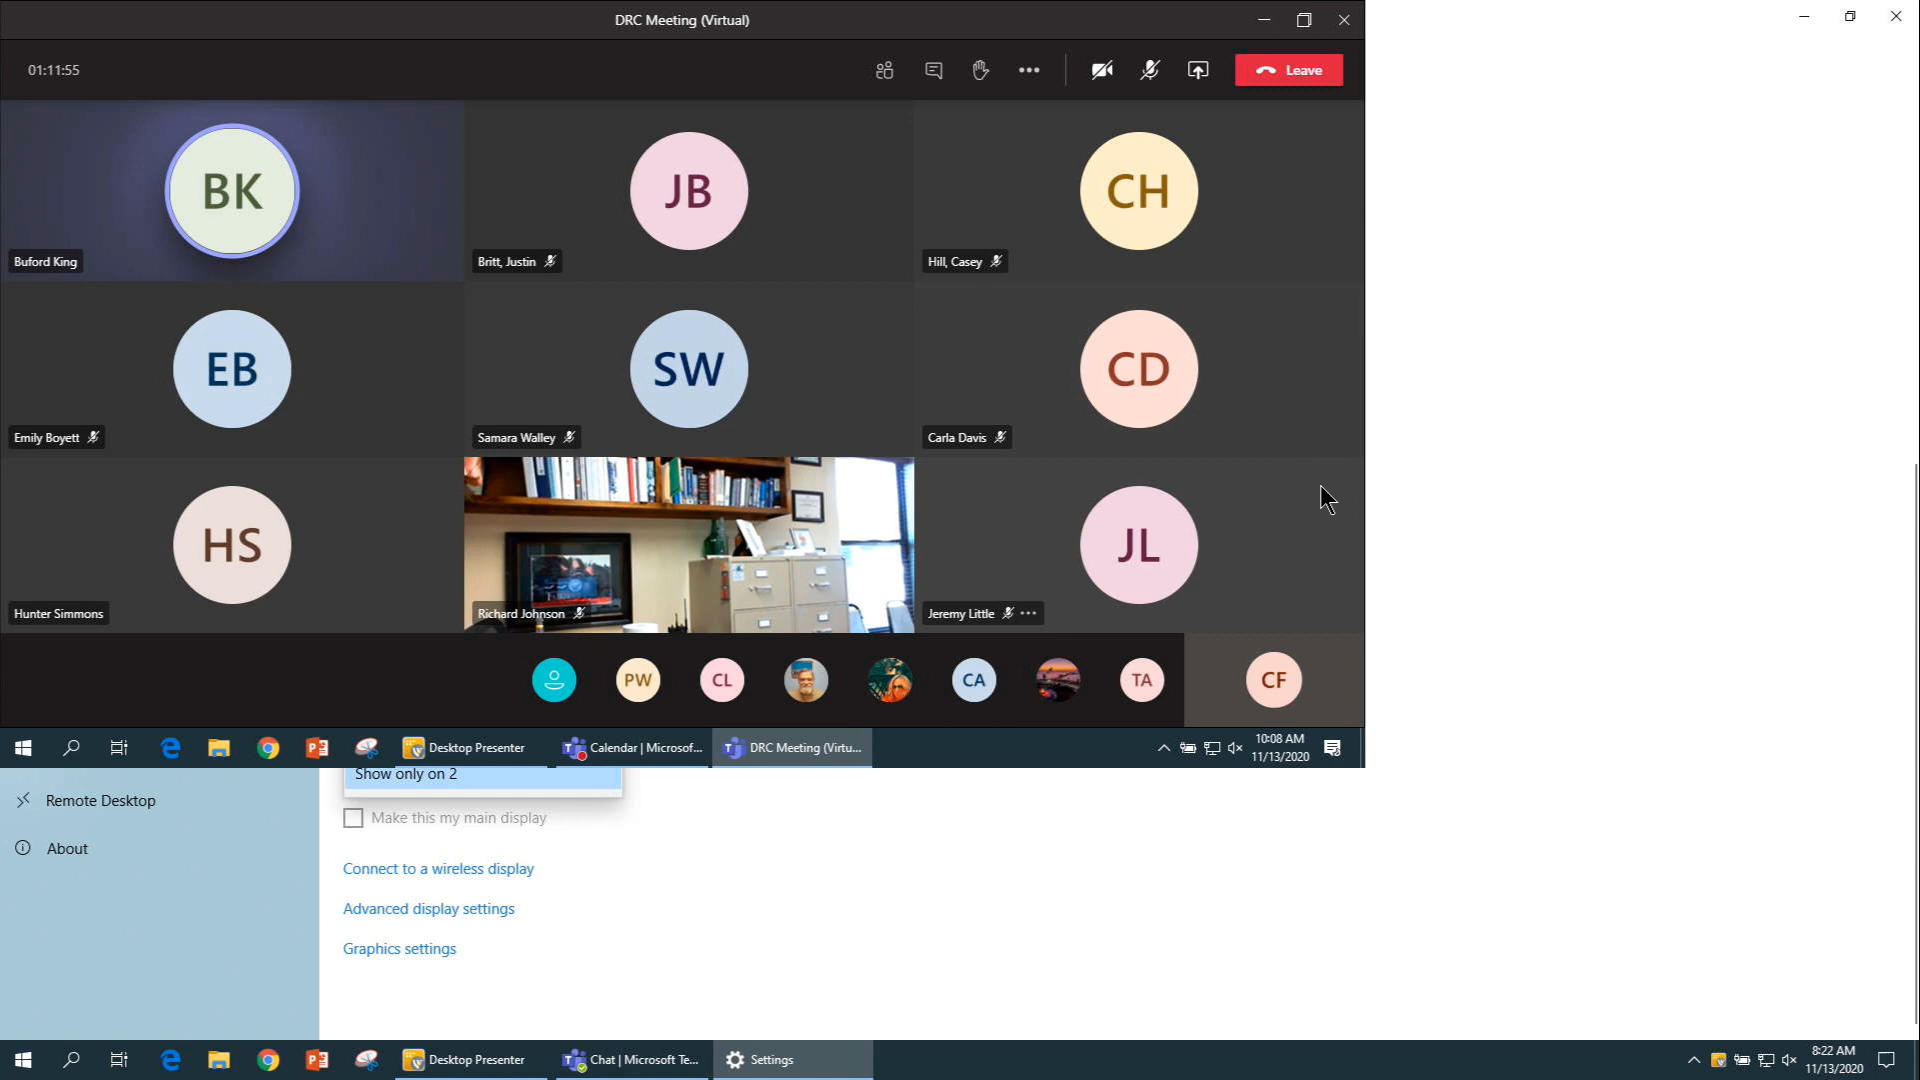 DRC Meeting (Virtual)
01:11:55
Leave
BK
JB
CH
Buford King
Britt, Justin
Hill, Casey
EB
SW
CD
Emily Boyett
Samara Walley
Carla Davis
HS
JL
Hunter Simmons
Richard Johnson
Jeremy Little
PW
CL
CA
TA
CF
Desktop Presenter
Calendar | Microsof...
DRC Meeting (Virtu...
10:08 AM
11/13/2020
Show only on 2
Remote Desktop
Make this my main display
About
Connect to a wireless display
Advanced display settings
Graphics settings
Desktop Presenter
Chat | Microsoft Te...
Settings
8:22 AM
11/13/2020